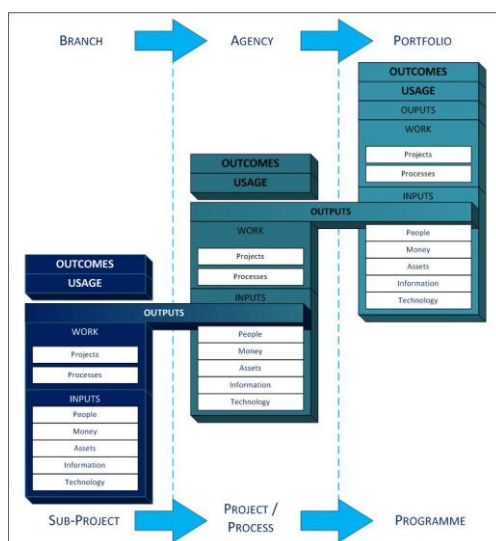 BRANCH
AGENCY
PORTFOLIO
OUTCOMES
USAGE
OUPUTS
WORK
Projects
Processes
INPUTS
People
Money
Assets
Information
Technology
OUTCOMES
USAGE
OUTPUTS
WORK
Projects
Processes
INPUTS
People
Money
Assets
Information
Technology
OUTCOMES
USAGE
OUTPUTS
WORK
Projects
Processes
INPUTS
People
Money
Assets
Information
Technology
SUB-PROJECT
PROJECT /
PROCESS
PROGRAMME